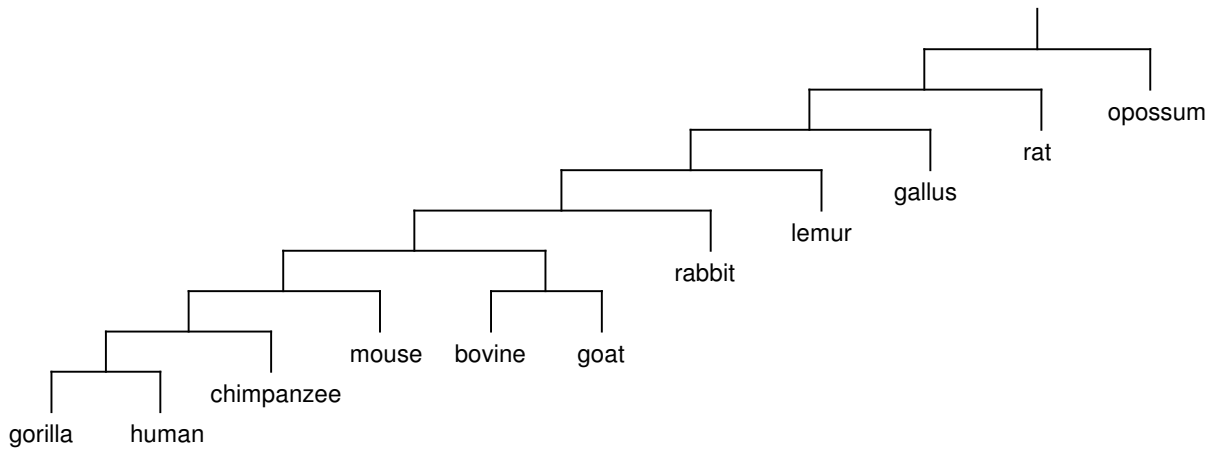 opossum
rat
gallus
lemur
rabbit
mouse bovine goat
chimpanzee
gorilla human